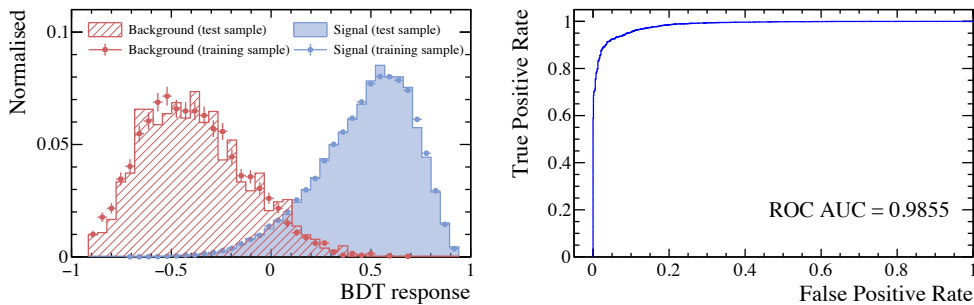 Normalised
0.1
0.05
0
Background (test sample)
Signal (test sample)
Background (training sample)
Signal (training sample)
−1
−0.5
0
0.5
1
BDT response
True Positive Rate
1
0.8
0.6
0.4
0.2
0
ROC AUC = 0.9855
0
0.2
0.4
0.6
0.8
1
False Positive Rate